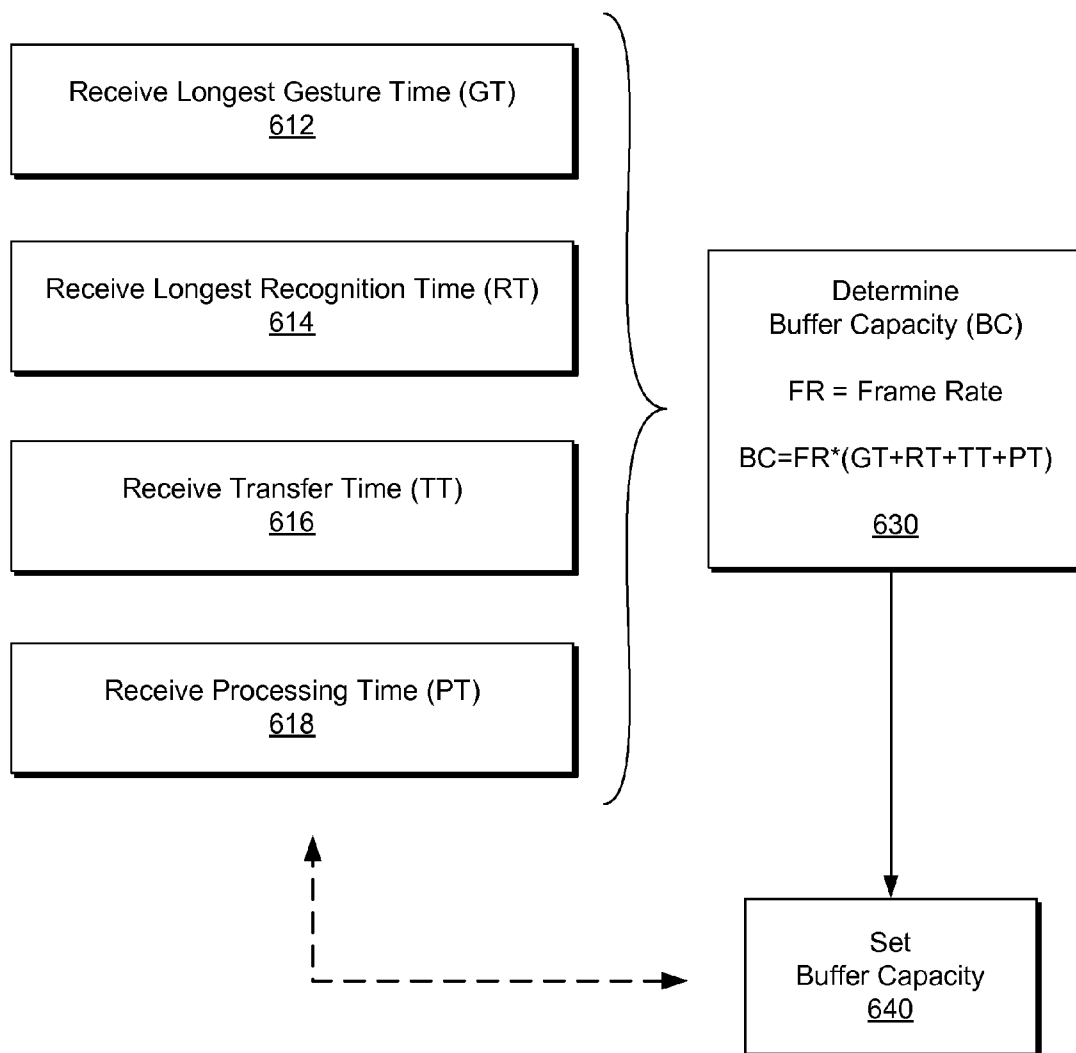 Receive Longest Gesture Time (GT)
612
Receive Longest Recognition Time (RT)
614
Receive Transfer Time (TT)
616
Receive Processing Time (PT)
618
Determine
Buffer Capacity (BC)
FR = Frame Rate
BC=FR*(GT+RT+TT+PT)
630
Set
Buffer Capacity
640